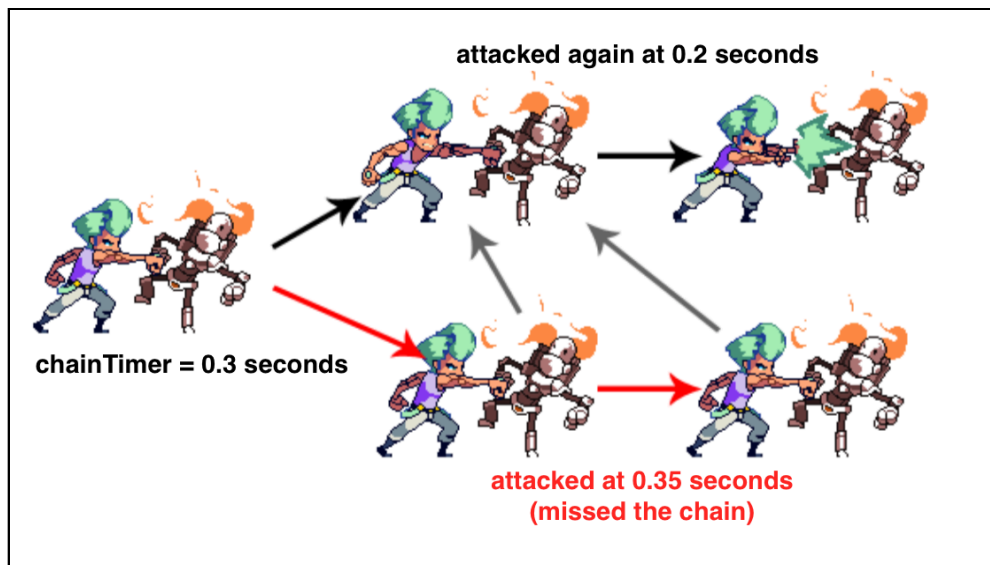 attacked again at 0.2 seconds
chainTimer = 0.3 seconds
attacked at 0.35 seconds
(missed the chain)